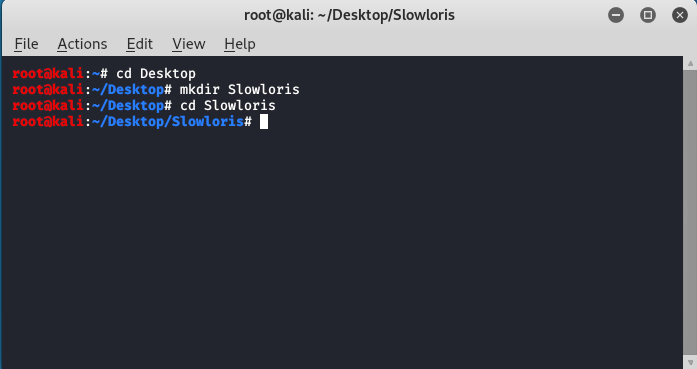 root@kali: ~/Desktop/Slowloris
File Actions Edit View Help
root@kali:~# cd Desktop
root@kali:~/Desktop# mkdir Slowloris
root@kali:~/Desktop# cd Slowloris
root@kali:~/Desktop/Slowloris#